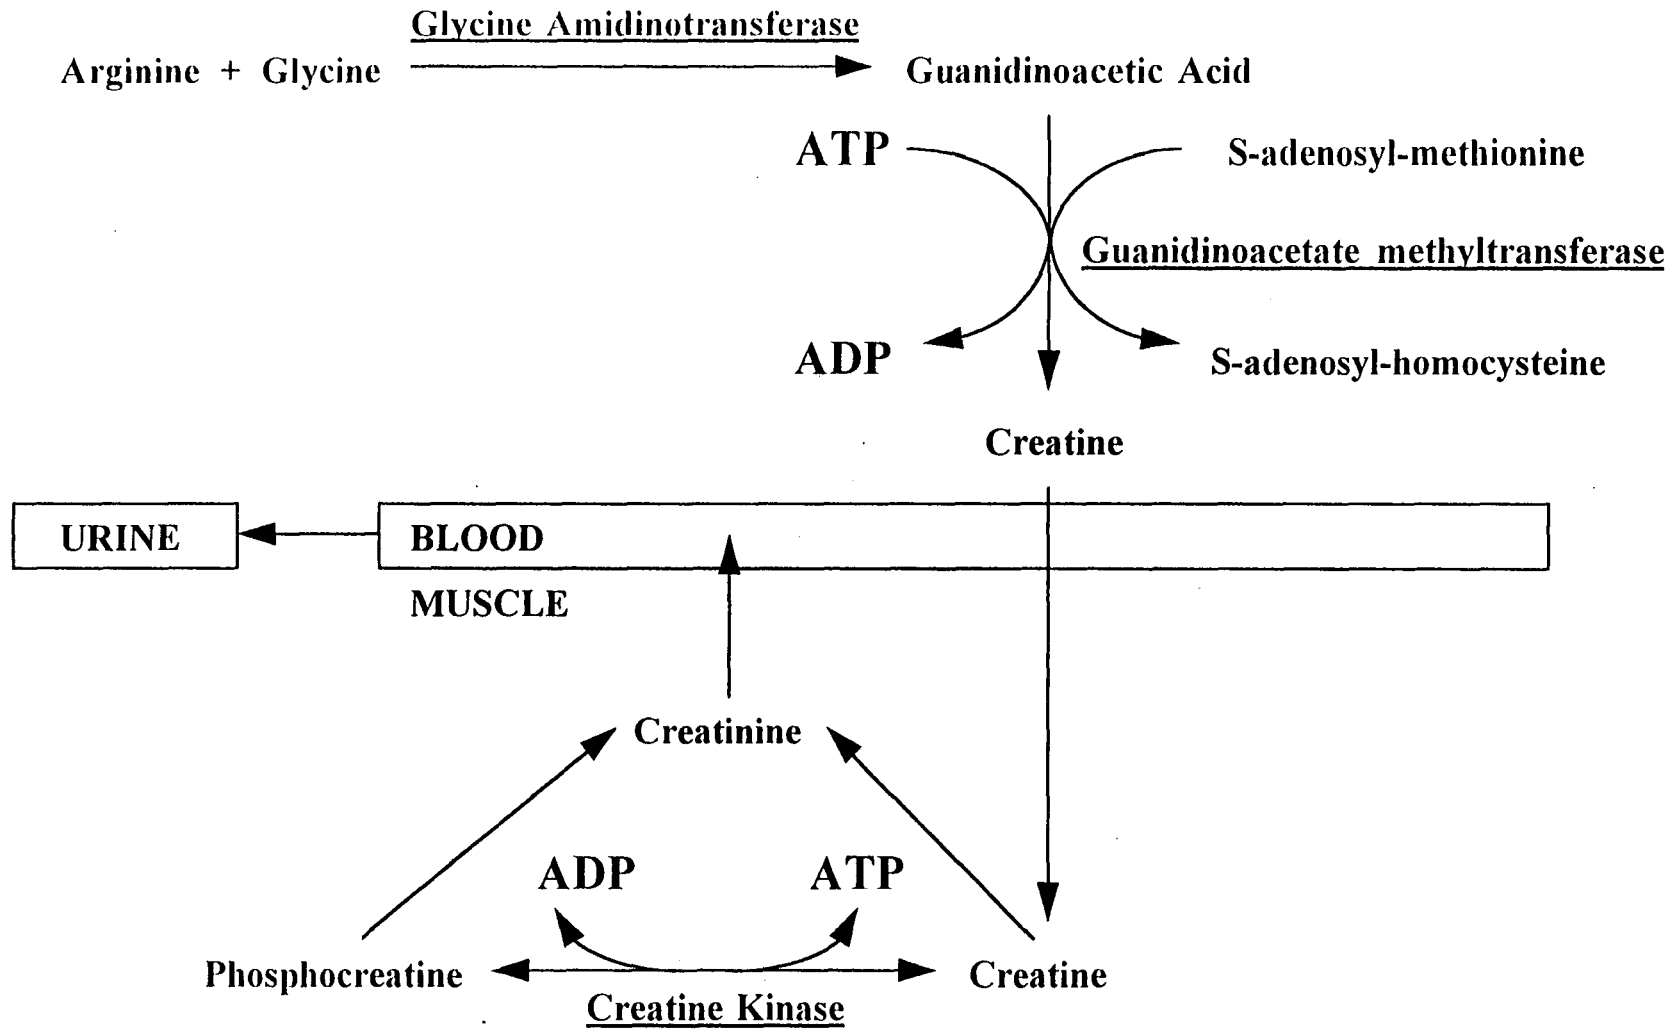 Glycine Amidinotransferase
Arginine + Glycine
Guanidinoacetic Acid
ATP
S-adenosyl-methionine
Guanidinoacetate methyltransferase
ADP
S-adenosyl-homocysteine
Creatine
URINE
BLOOD
MUSCLE
Creatinine
ADP
ATP
Phosphocreatine
Creatine
Creatine Kinase